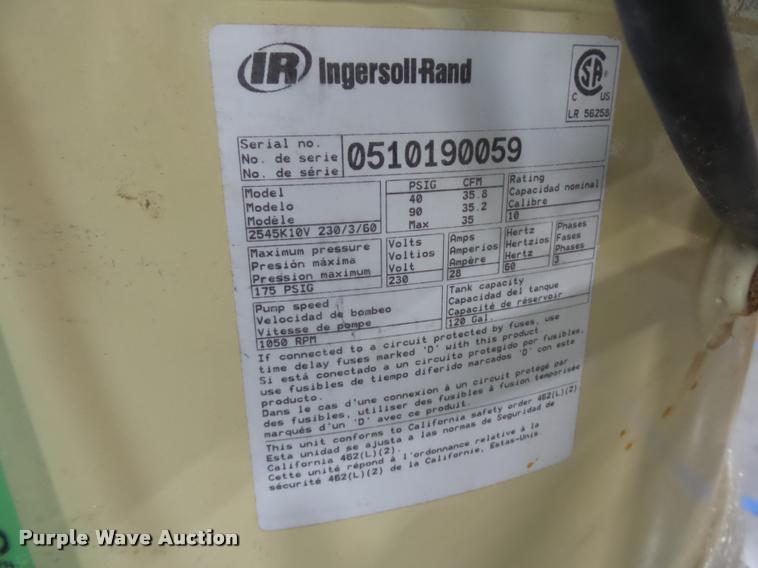 IR Ingersoll-Rand
CSA ®
C US
LR 56258
Serial no.
No. de serie
No. de série
0510190059
Model
Modelo
Modèle
2545K10V 230/3/60
PSIG CFM
40 35.8
90 35.2
Max 35
Rating
Capacidad nominal
Calibre
10
Maximum pressure
Presión máxima
Pression maximum
175 PSIG
Volts
Voltios
Volt
230
Amps
Amperios
Ampère
28
Hertz
Hertzios
Hertz
60
Phases
Fases
Phases
3
Pump speed
Velocidad de bombeo
Vitesse de pompe
1050 RPM
Tank capacity
Capacidad del tanque
Capacité de réservoir
120 Gal.
If connected to a circuit protected by fuses, use
time delay fuses marked 'D' with this product.
Si está conectado a un circuito protegido por fusibles,
use fusibles de tiempo diferido marcados 'D' con este
producto.
Dans le cas d'une connexion à un circuit protégé par
des fusibles, utiliser des fusibles à fusion temporisée
marqués d'un 'D' avec ce produit.
This unit conforms to California safety order 462(L)(2)
Esta unidad se ajusta a las normas de Seguridad de
California 462(L)(2).
Cette unité répond à l'ordonnance relative à la
sécurité 462(L)(2) de la Californie, Estas-Unis.
Purple Wave Auction